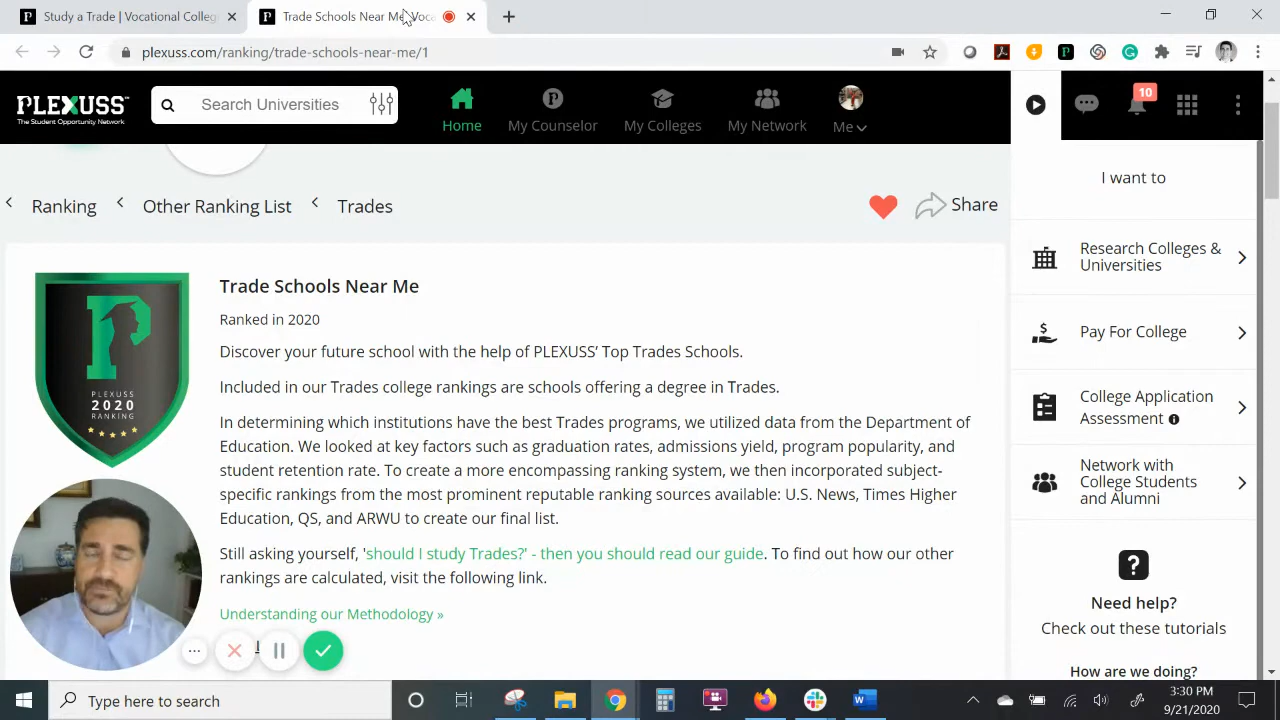 Study a Trade | Vocational Colleg
Trade Schools Near Me
plexuss.com/ranking/trade-schools-near-me/1
PLEXUSS™
The Student Opportunity Network
Search Universities
Home
My Counselor
My Colleges
My Network
Me
10
Ranking
Other Ranking List
Trades
Share
Trade Schools Near Me
Ranked in 2020
Discover your future school with the help of PLEXUSS’ Top Trades Schools.
Included in our Trades college rankings are schools offering a degree in Trades.
In determining which institutions have the best Trades programs, we utilized data from the Department of
Education. We looked at key factors such as graduation rates, admissions yield, program popularity, and
student retention rate. To create a more encompassing ranking system, we then incorporated subject-
specific rankings from the most prominent reputable ranking sources available: U.S. News, Times Higher
Education, QS, and ARWU to create our final list.
Still asking yourself, 'should I study Trades?' - then you should read our guide. To find out how our other
rankings are calculated, visit the following link.
Understanding our Methodology »
PLEXUSS
2020
RANKING
I want to
Research Colleges &
Universities
Pay For College
College Application
Assessment
Network with
College Students
and Alumni
?
Need help?
Check out these tutorials
How are we doing?
Type here to search
3:30 PM
9/21/2020